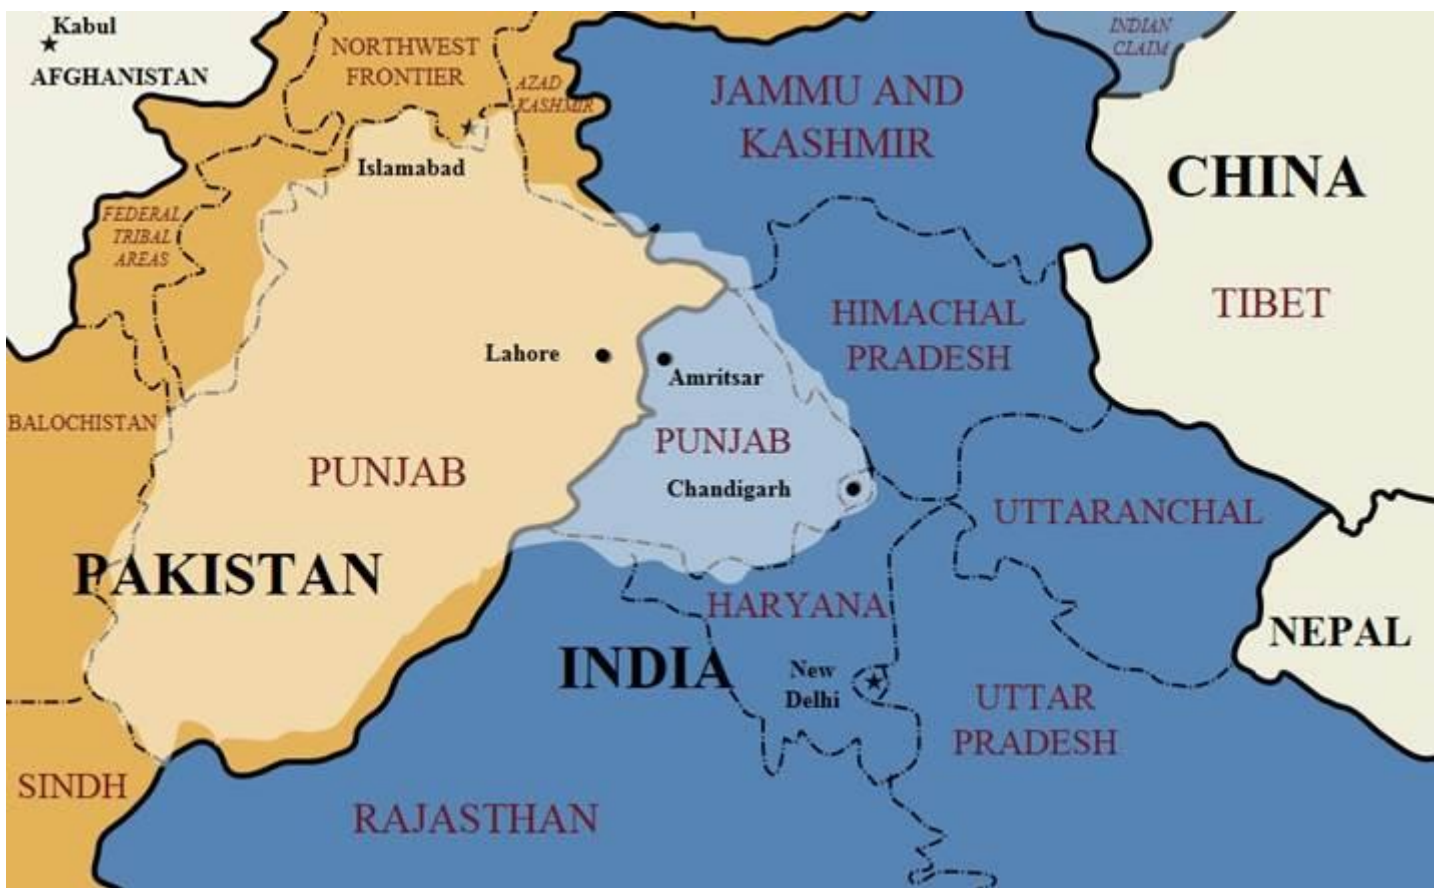 Kabul
AFGHANISTAN
NORTHWEST
FRONTIER
AZAD
KASHMIR
INDIAN
CLAIM
JAMMU AND
KASHMIR
CHINA
Islamabad
FEDERAL
TRIBAL
AREAS
TIBET
HIMACHAL
PRADESH
Lahore
Amritsar
BALOCHISTAN
PUNJAB
PUNJAB
Chandigarh
UTTARANCHAL
PAKISTAN
HARYANA
NEPAL
INDIA
New
Delhi
UTTAR
PRADESH
SINDH
RAJASTHAN